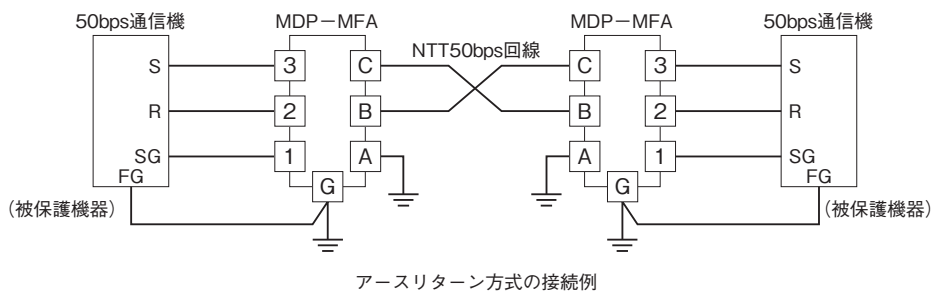 50bps通信機
MDP－MFA
MDP－MFA
50bps通信機
NTT50bps回線
S
3
C
C
3
S
R
2
B
B
2
R
SG
1
A
A
1
SG
FG
G
G
FG
（被保護機器）
（被保護機器）
アースリターン方式の接続例